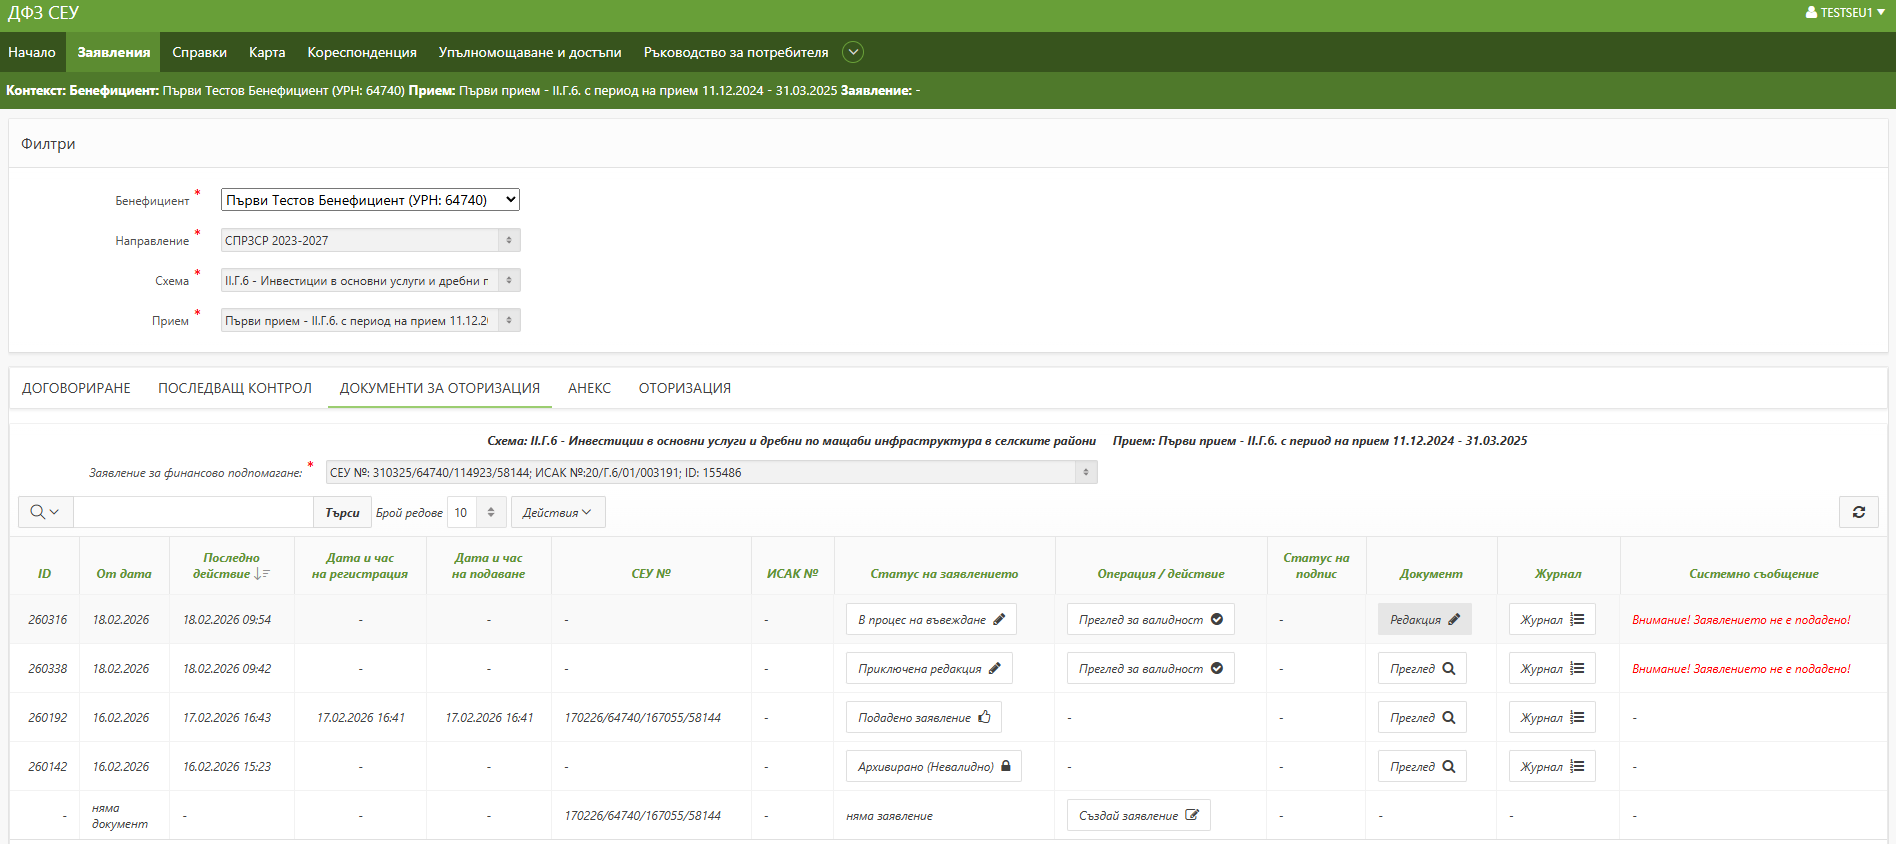 ДФЗ СЕУ
TESTSEU1
Начало Заявления Справки Карта Кореспонденция Упълномощаване и достъпи Ръководство за потребителя
Контекст: Бенефициент: Първи Тестов Бенефициент (УРН: 64740) Прием: Първи прием - II.Г.6. с период на прием 11.12.2024 - 31.03.2025 Заявление: -
Филтри
Бенефициент * Първи Тестов Бенефициент (УРН: 64740)
Направление * СПРЗСР 2023-2027
Схема * II.Г.6 - Инвестиции в основни услуги и дребни г
Прием * Първи прием - II.Г.6. с период на прием 11.12.2(
ДОГОВОРИРАНЕ ПОСЛЕДВАЩ КОНТРОЛ ДОКУМЕНТИ ЗА ОТОРИЗАЦИЯ АНЕКС ОТОРИЗАЦИЯ
Схема: II.Г.6 - Инвестиции в основни услуги и дребни по мащаби инфраструктура в селските райони Прием: Първи прием - II.Г.6. с период на прием 11.12.2024 - 31.03.2025
Заявление за финансово подпомагане: * СЕУ №: 310325/64740/114923/58144; ИСАК №:20/Г.6/01/003191; ID: 155486
Търси Брой редове 10 Действия
ID От дата Последно действие Дата и час на регистрация Дата и час на подаване СЕУ № ИСАК № Статус на заявлението Операция / действие Статус на подпис Документ Журнал Системно съобщение
260316 18.02.2026 18.02.2026 09:54 - - - - В процес на въвеждане Преглед за валидност - Редакция Журнал Внимание! Заявлението не е подадено!
260338 18.02.2026 18.02.2026 09:42 - - - - Приключена редакция Преглед за валидност - Преглед Журнал Внимание! Заявлението не е подадено!
260192 16.02.2026 17.02.2026 16:43 17.02.2026 16:41 17.02.2026 16:41 170226/64740/167055/58144 - Подадено заявление - - Преглед Журнал -
260142 16.02.2026 16.02.2026 15:23 - - - - Архивирано (Невалидно) - - Преглед Журнал -
- няма документ - - - 170226/64740/167055/58144 - няма заявление Създай заявление - - - -